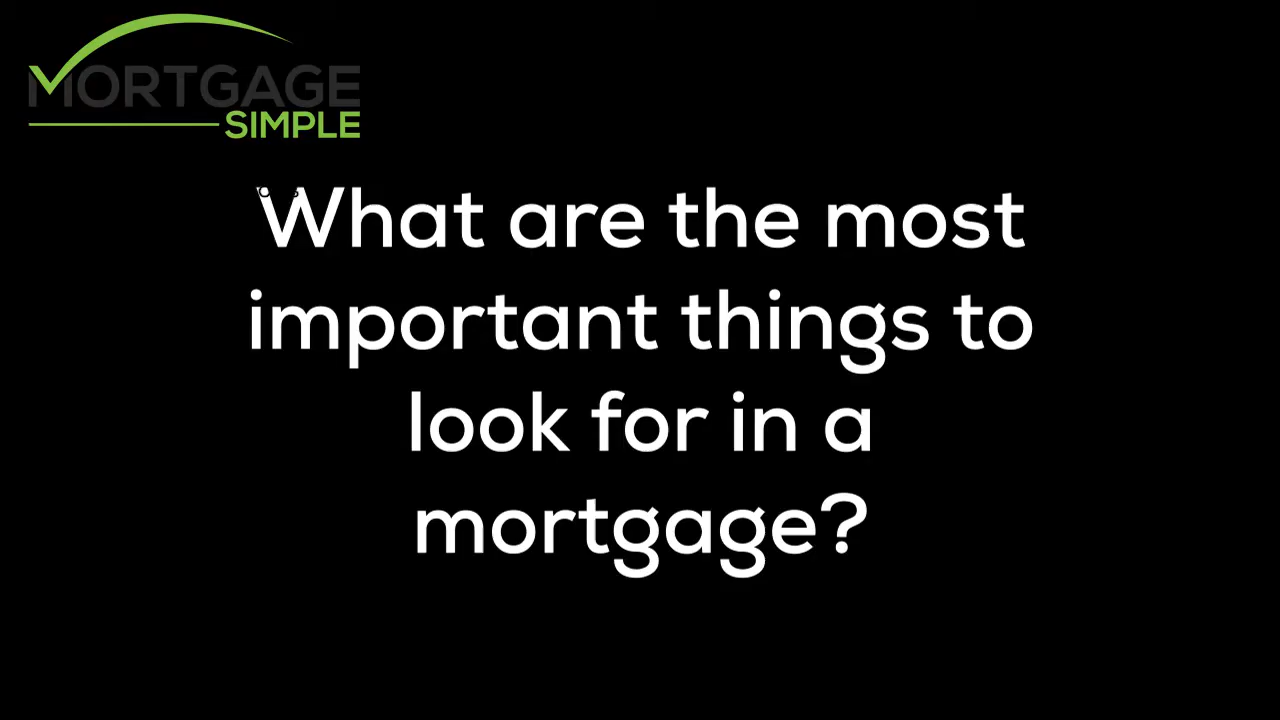 MORTGAGE
SIMPLE
What are the most
important things to
look for in a
mortgage?